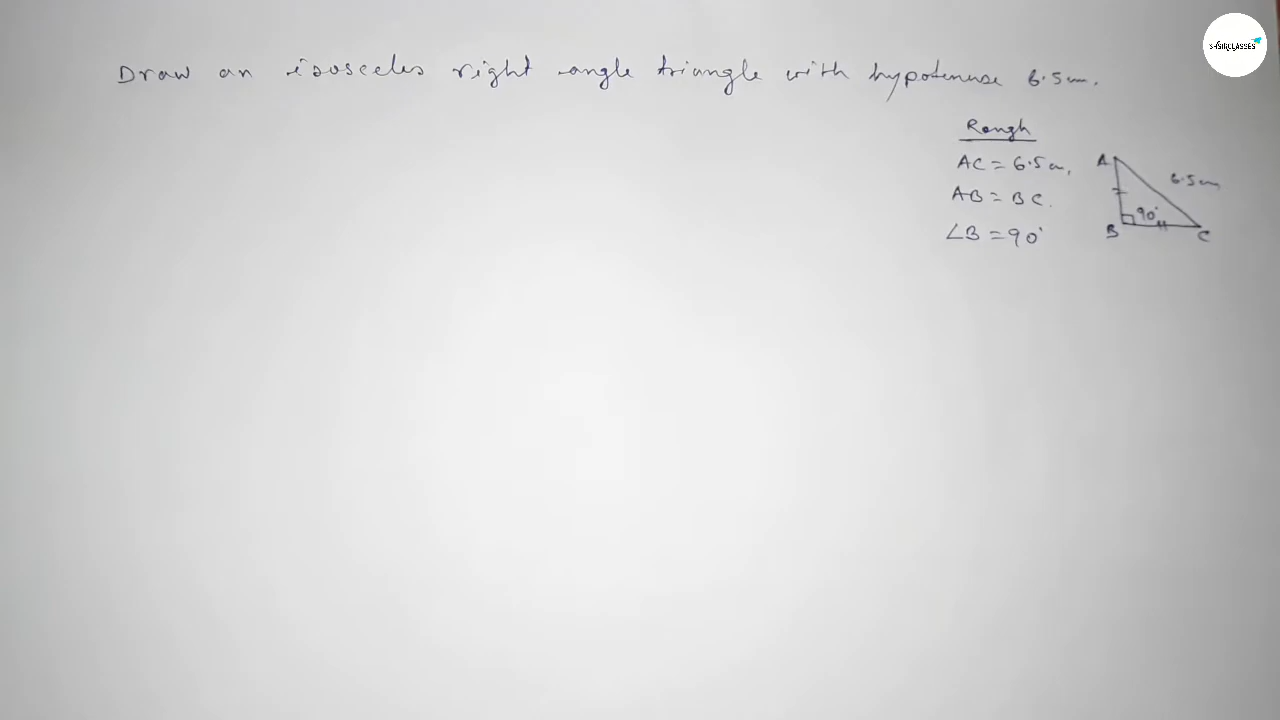 Draw an isosceles right angle triangle with hypotenuse 6.5cm.
Rough
AC = 6.5cm,
AB = BC.
∠B = 90°
A
6.5cm
90°
B
C